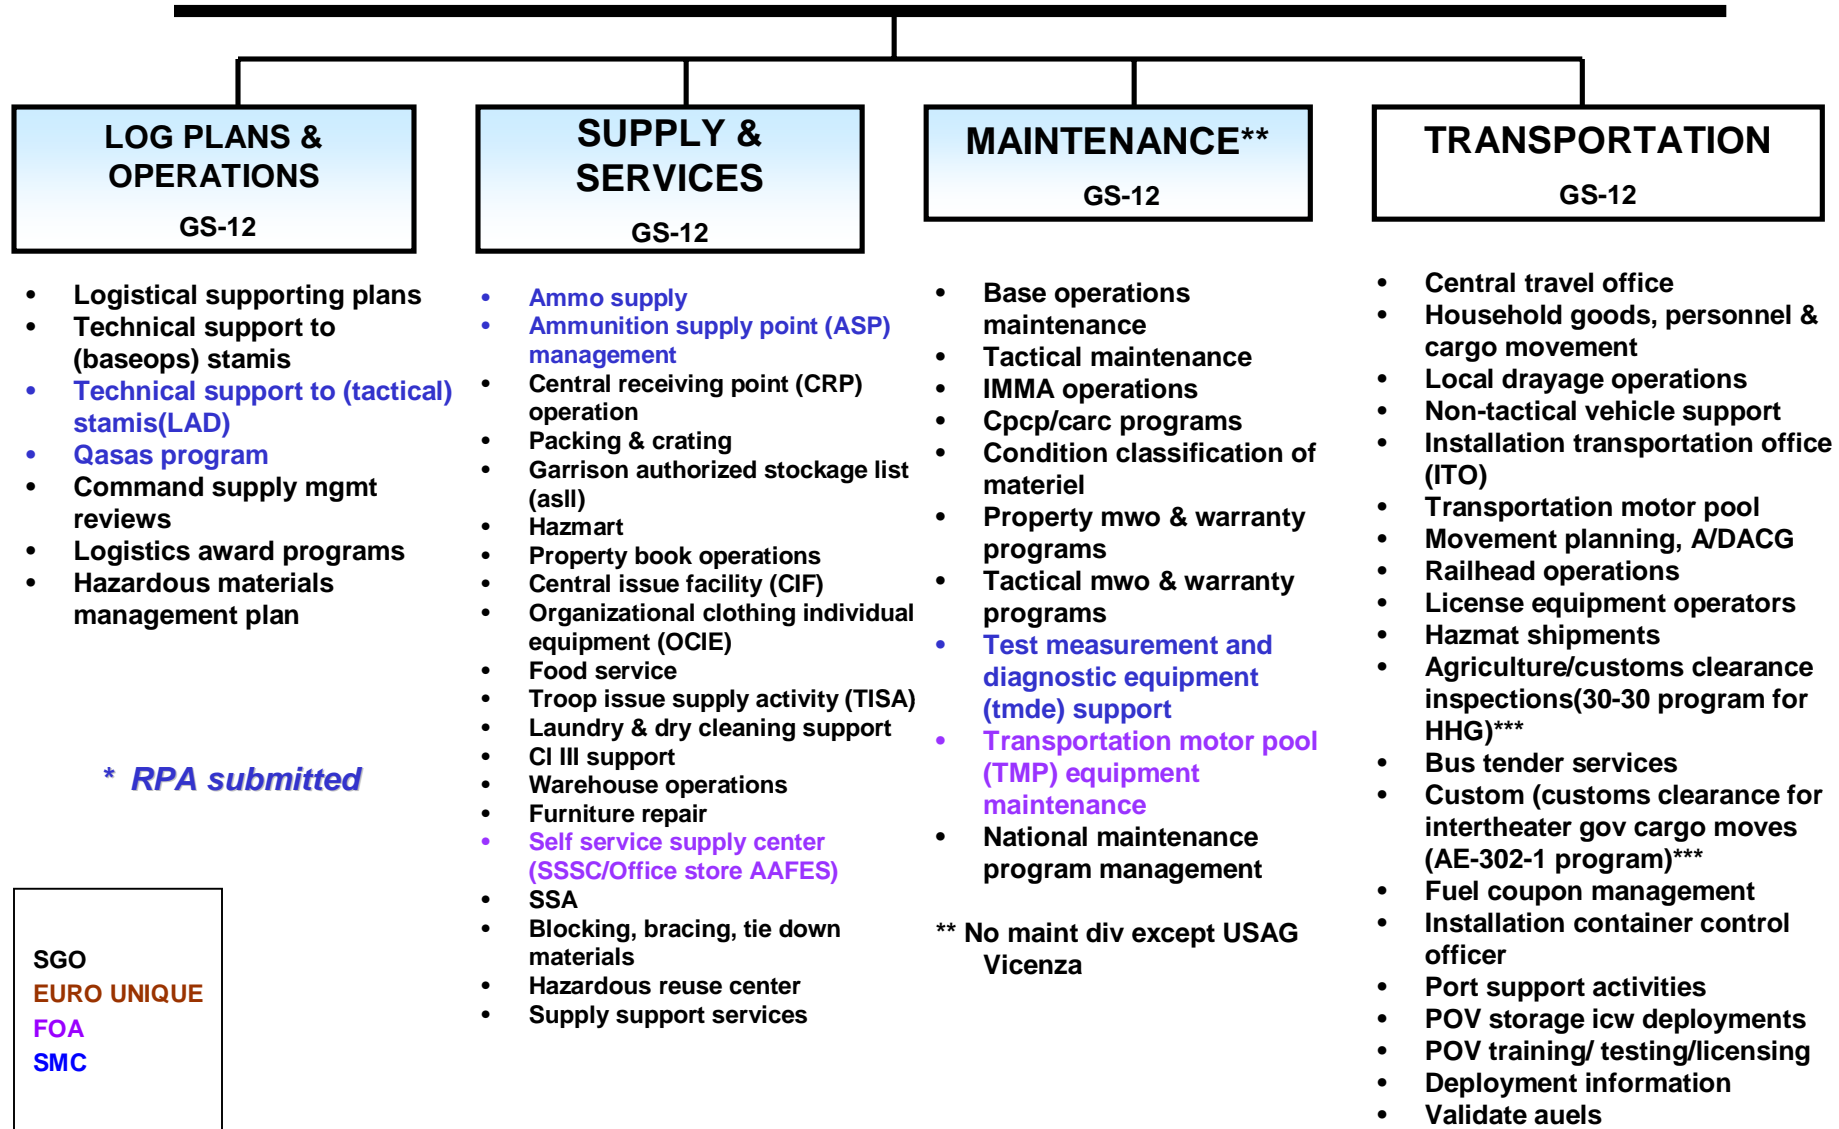 LOG PLANS &
OPERATIONS
GS-12
• Logistical supporting plans
• Technical support to
(baseops) stamis
• Technical support to (tactical)
stamis(LAD)
• Qasas program
• Command supply mgmt
reviews
• Logistics award programs
• Hazardous materials
management plan
* RPA submitted
SGO
EURO UNIQUE
FOA
SMC
SUPPLY &
SERVICES
GS-12
• Ammo supply
• Ammunition supply point (ASP)
management
• Central receiving point (CRP)
operation
• Packing & crating
• Garrison authorized stockage list
(asll)
• Hazmart
• Property book operations
• Central issue facility (CIF)
• Organizational clothing individual
equipment (OCIE)
• Food service
• Troop issue supply activity (TISA)
• Laundry & dry cleaning support
• Cl III support
• Warehouse operations
• Furniture repair
• Self service supply center
(SSSC/Office store AAFES)
• SSA
• Blocking, bracing, tie down
materials
• Hazardous reuse center
• Supply support services
MAINTENANCE**
GS-12
• Base operations
maintenance
• Tactical maintenance
• IMMA operations
• Cpcp/carc programs
• Condition classification of
materiel
• Property mwo & warranty
programs
• Tactical mwo & warranty
programs
• Test measurement and
diagnostic equipment
(tmde) support
• Transportation motor pool
(TMP) equipment
maintenance
• National maintenance
program management
** No maint div except USAG
Vicenza
TRANSPORTATION
GS-12
• Central travel office
• Household goods, personnel &
cargo movement
• Local drayage operations
• Non-tactical vehicle support
• Installation transportation office
(ITO)
• Transportation motor pool
• Movement planning, A/DACG
• Railhead operations
• License equipment operators
• Hazmat shipments
• Agriculture/customs clearance
inspections(30-30 program for
HHG)***
• Bus tender services
• Custom (customs clearance for
intertheater gov cargo moves
(AE-302-1 program)***
• Fuel coupon management
• Installation container control
officer
• Port support activities
• POV storage icw deployments
• POV training/ testing/licensing
• Deployment information
• Validate auels